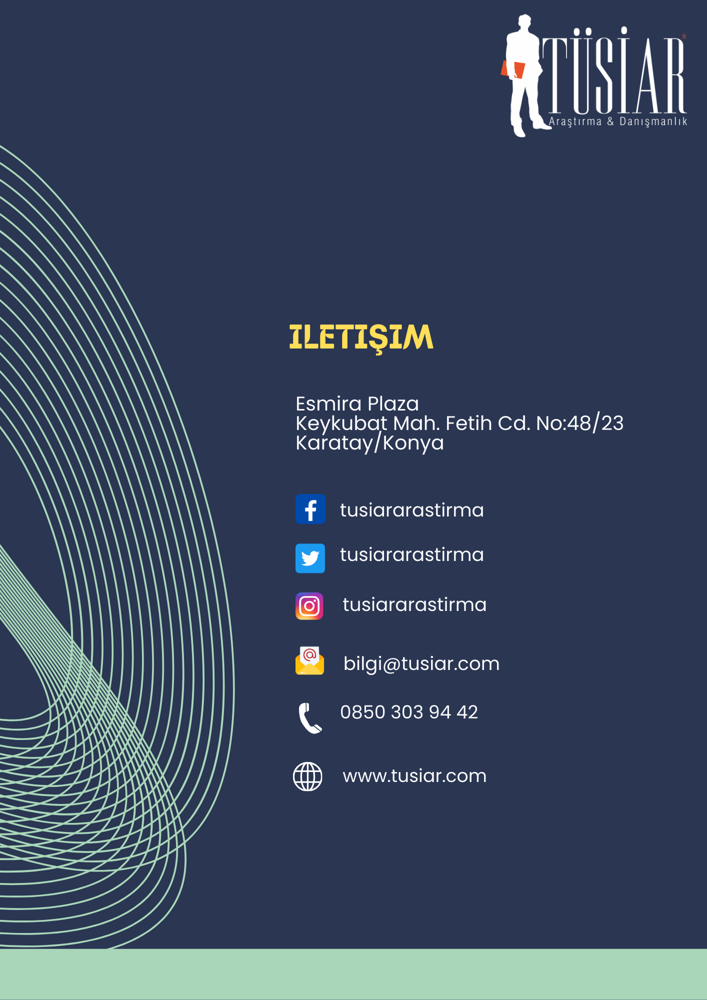 TÜSİAR
R
Araştırma & Danışmanlık
ILETIŞIM
Esmira Plaza
Keykubat Mah. Fetih Cd. No:48/23
Karatay/Konya
tusiararastirma
tusiararastirma
tusiararastirma
bilgi@tusiar.com
0850 303 94 42
www.tusiar.com